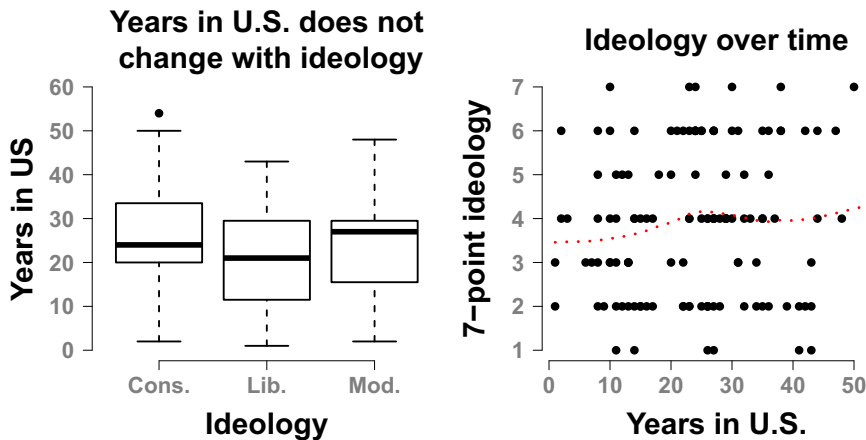 Years in U.S. does not
change with ideology
Years in US
60
50
40
30
20
10
0
Cons. Lib. Mod.
Ideology
Ideology over time
7−point ideology
7
6
5
4
3
2
1
0 10 20 30 40 50
Years in U.S.